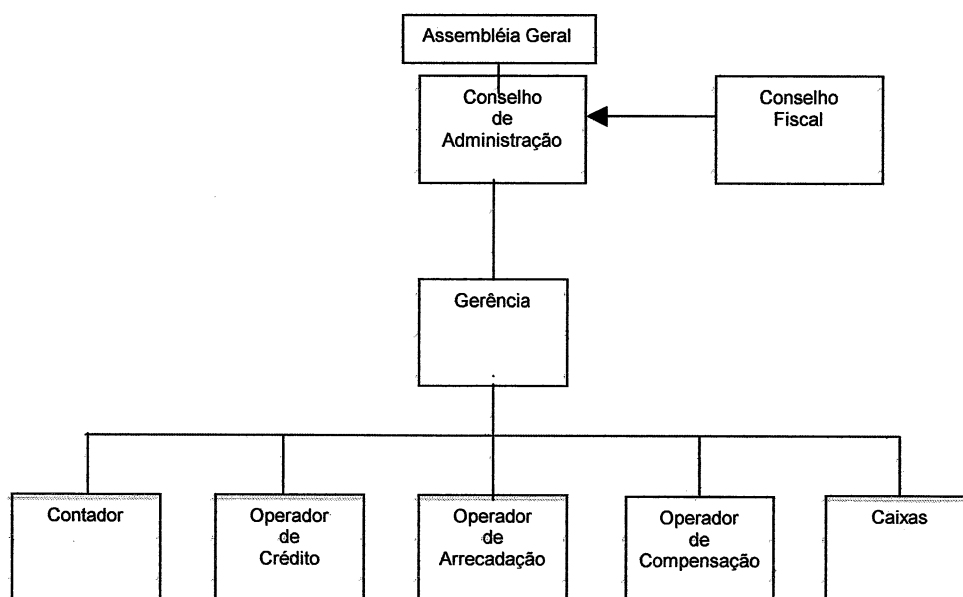 Assembléia Geral
Conselho
de
Administração
Conselho
Fiscal
Gerência
Contador
Operador
de
Crédito
Operador
de
Arrecadação
Operador
de
Compensação
Caixas